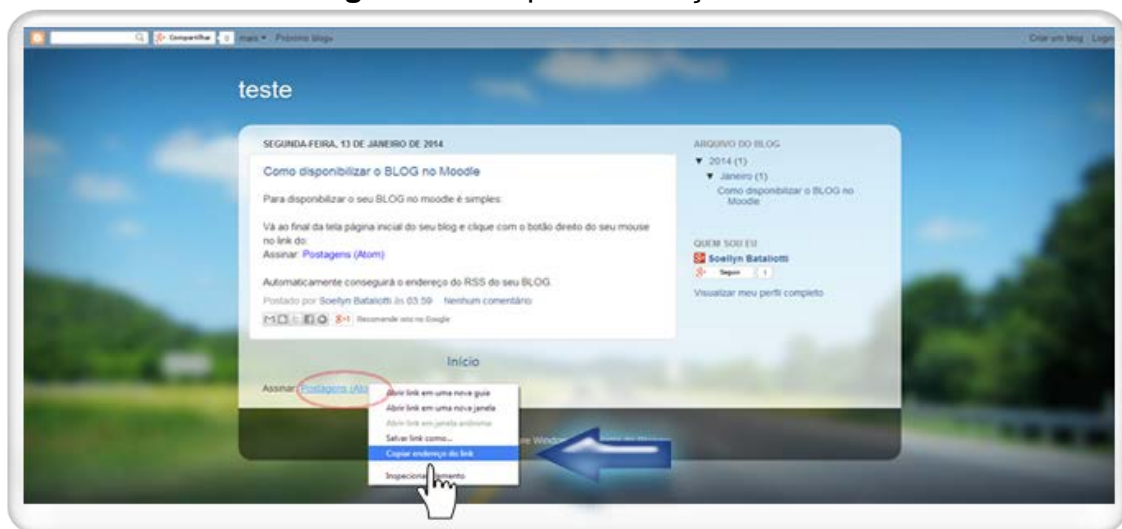 Compartilhar 0 mais Próximo blog» Criar um blog Login
teste
SEGUNDA-FEIRA, 13 DE JANEIRO DE 2014
Como disponibilizar o BLOG no Moodle
Para disponibilizar o seu BLOG no moodle é simples:
Vá ao final da tela página inicial do seu blog e clique com o botão direito do seu mouse
no link do:
Assinar: Postagens (Atom)
Automaticamente conseguirá o endereço do RSS do seu BLOG.
Postado por Soellyn Bataliotti às 03:59 Nenhum comentário:
g+1 Recomende isto no Google
Início
Assinar: Postagens (Ato
Abrir link em uma nova guia
Abrir link em uma nova janela
Abrir link em janela anônima
Salvar link como...
Copiar endereço do link
Inspecionar elemento
ARQUIVO DO BLOG
▼ 2014 (1)
▼ Janeiro (1)
Como disponibilizar o BLOG no
Moodle
QUEM SOU EU
Soellyn Bataliotti
Seguir 1
Visualizar meu perfil completo